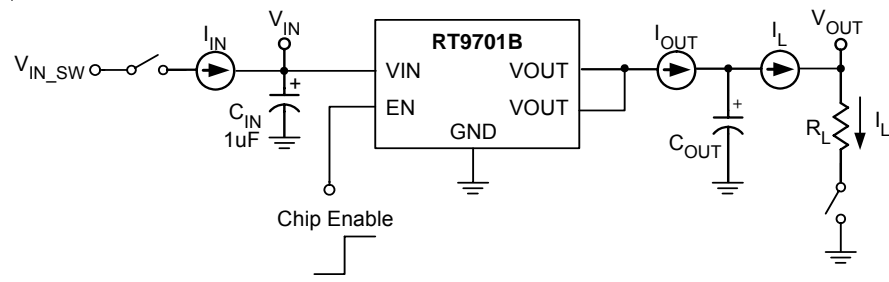 V_IN_SW
I_IN
V_IN
+
C_IN
1uF
RT9701B
VIN
EN
VOUT
VOUT
GND
I_OUT
I_L
V_OUT
+
C_OUT
R_L
I_L
Chip Enable